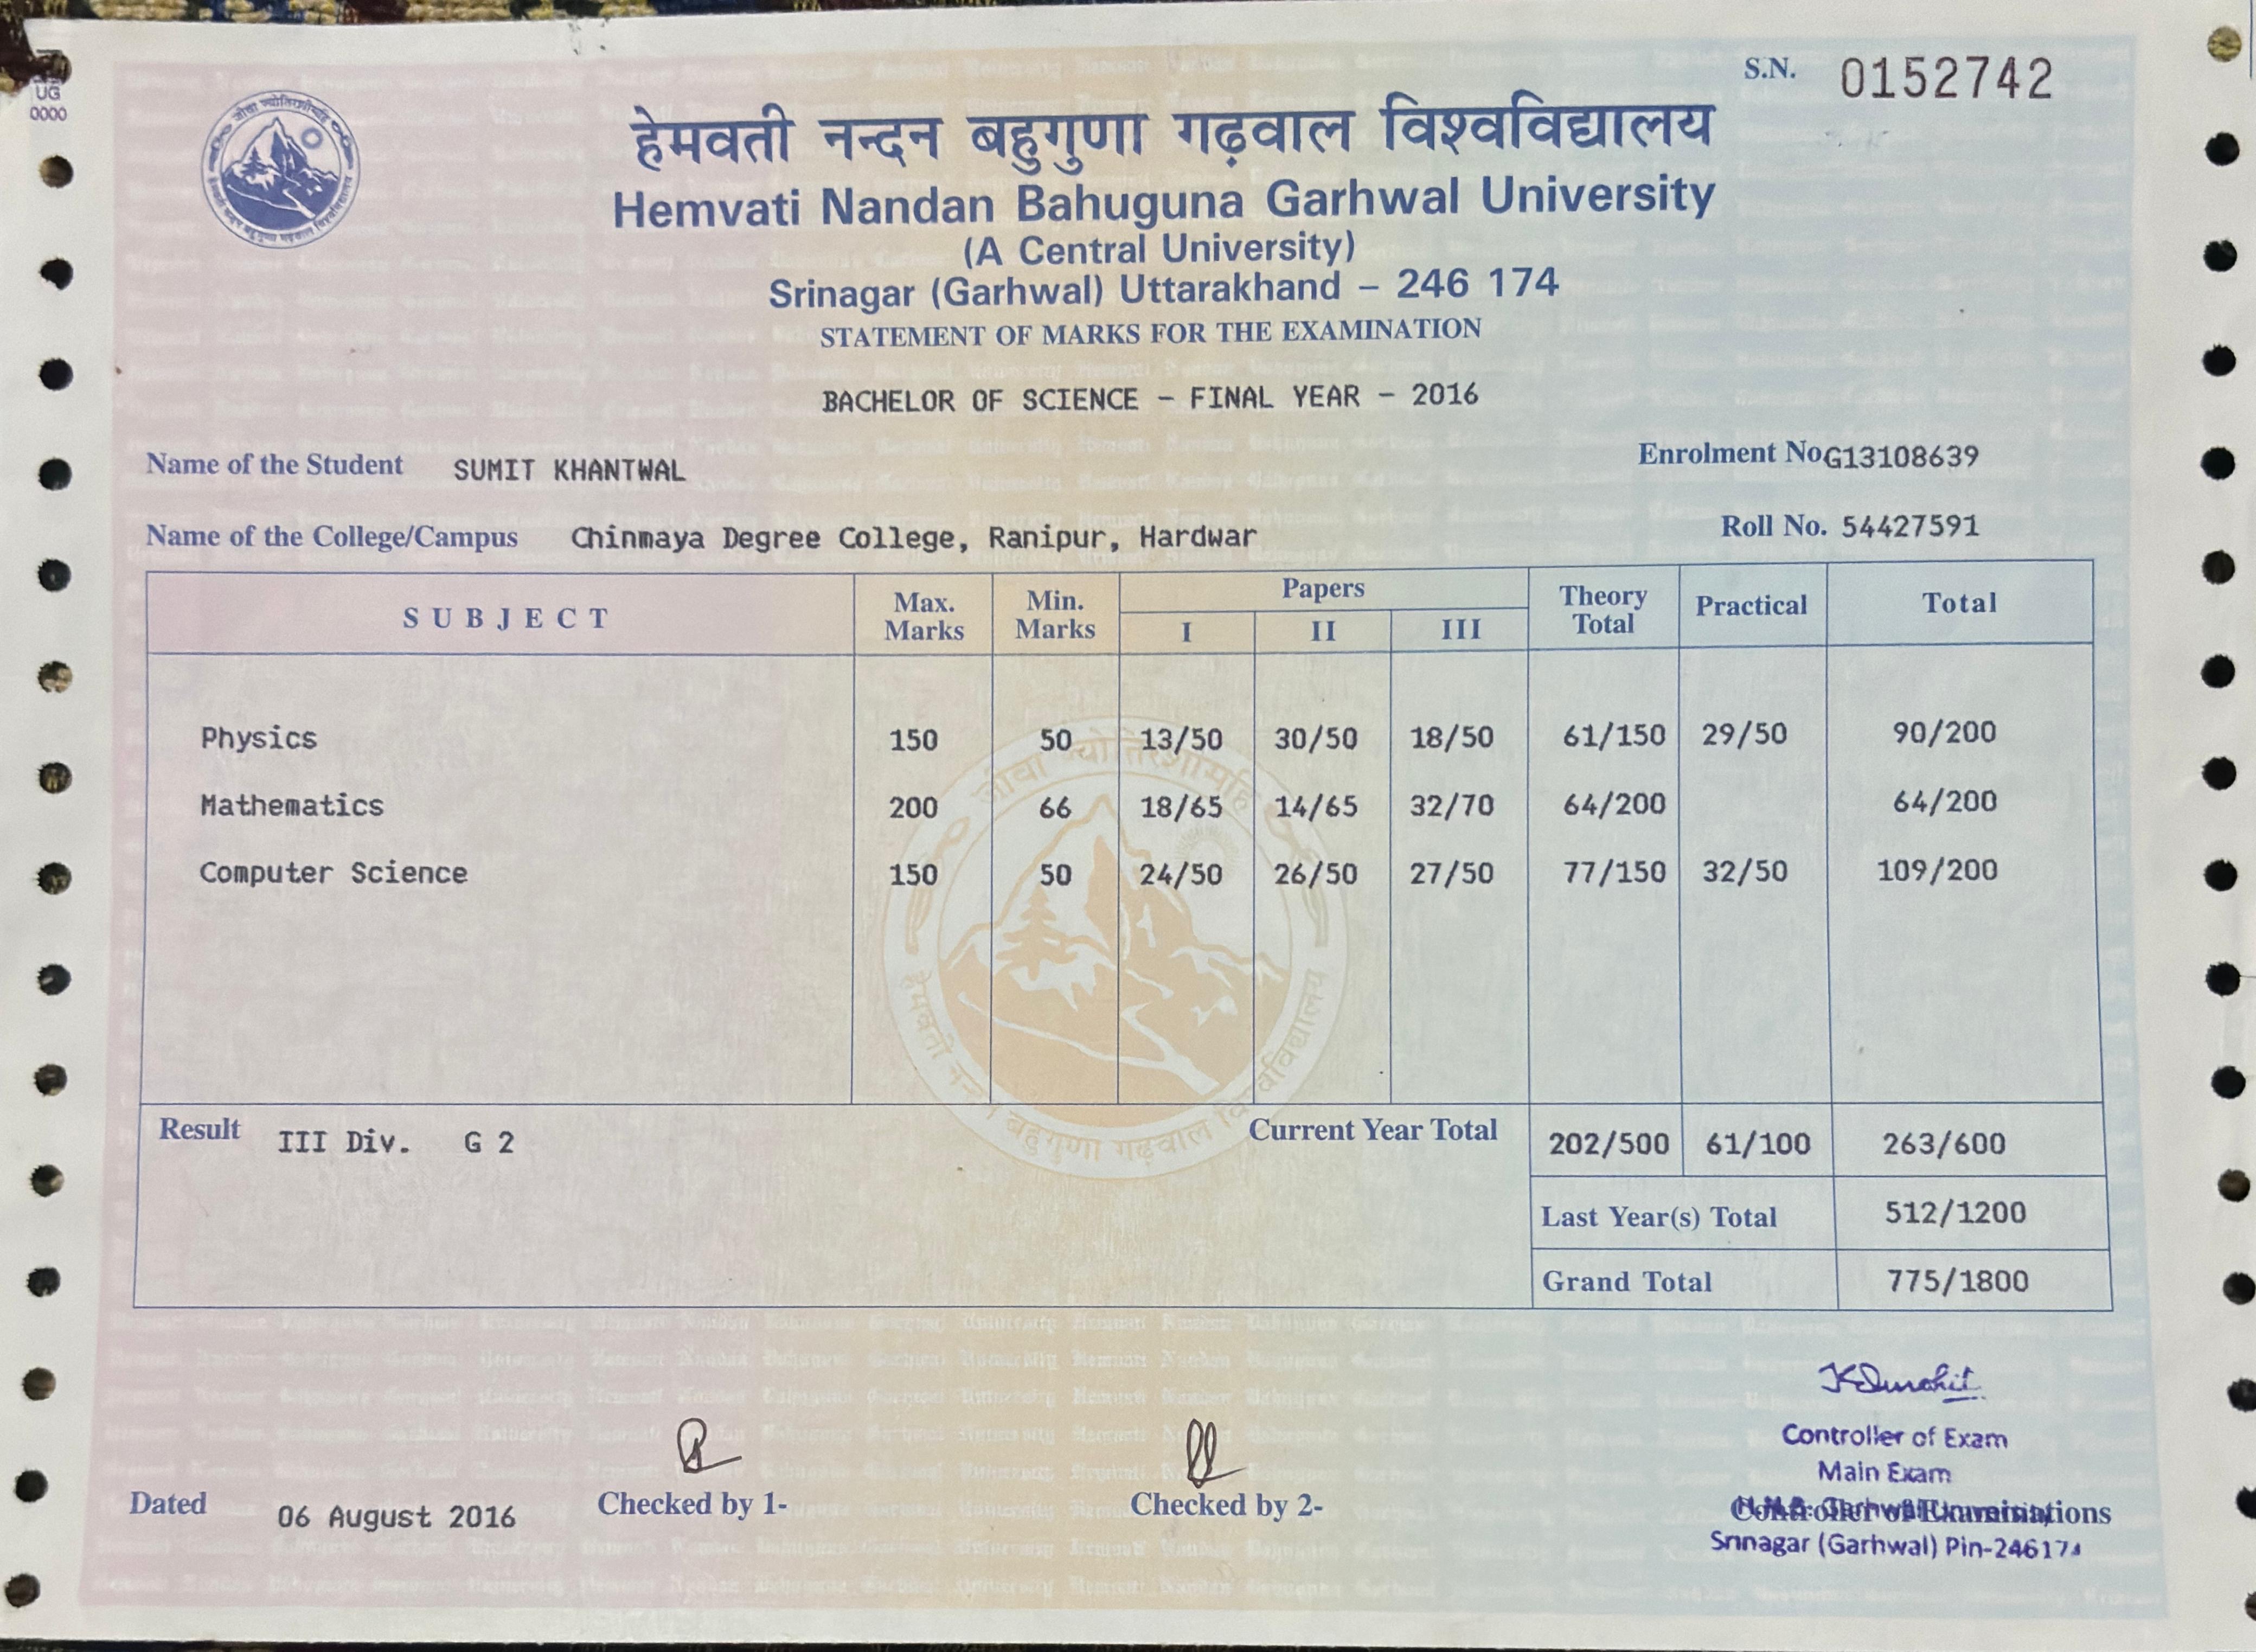 UG
0000
S.N. 0152742
हेमवती नन्दन बहुगुणा गढ़वाल विश्वविद्यालय
Hemvati Nandan Bahuguna Garhwal University
(A Central University)
Srinagar (Garhwal) Uttarakhand – 246 174
STATEMENT OF MARKS FOR THE EXAMINATION
BACHELOR OF SCIENCE – FINAL YEAR – 2016
Name of the Student SUMIT KHANTWAL Enrolment No G13108639
Name of the College/Campus Chinmaya Degree College, Ranipur, Hardwar Roll No. 54427591
SUBJECT Max. Marks Min. Marks Papers I II III Theory Total Practical Total
Physics 150 50 13/50 30/50 18/50 61/150 29/50 90/200
Mathematics 200 66 18/65 14/65 32/70 64/200 64/200
Computer Science 150 50 24/50 26/50 27/50 77/150 32/50 109/200
Result III Div. G 2 Current Year Total 202/500 61/100 263/600
Last Year(s) Total 512/1200
Grand Total 775/1800
Controller of Exam
Main Exam
Dated 06 August 2016 Checked by 1- Checked by 2- Controller of Examinations
Srinagar (Garhwal) Pin-246174